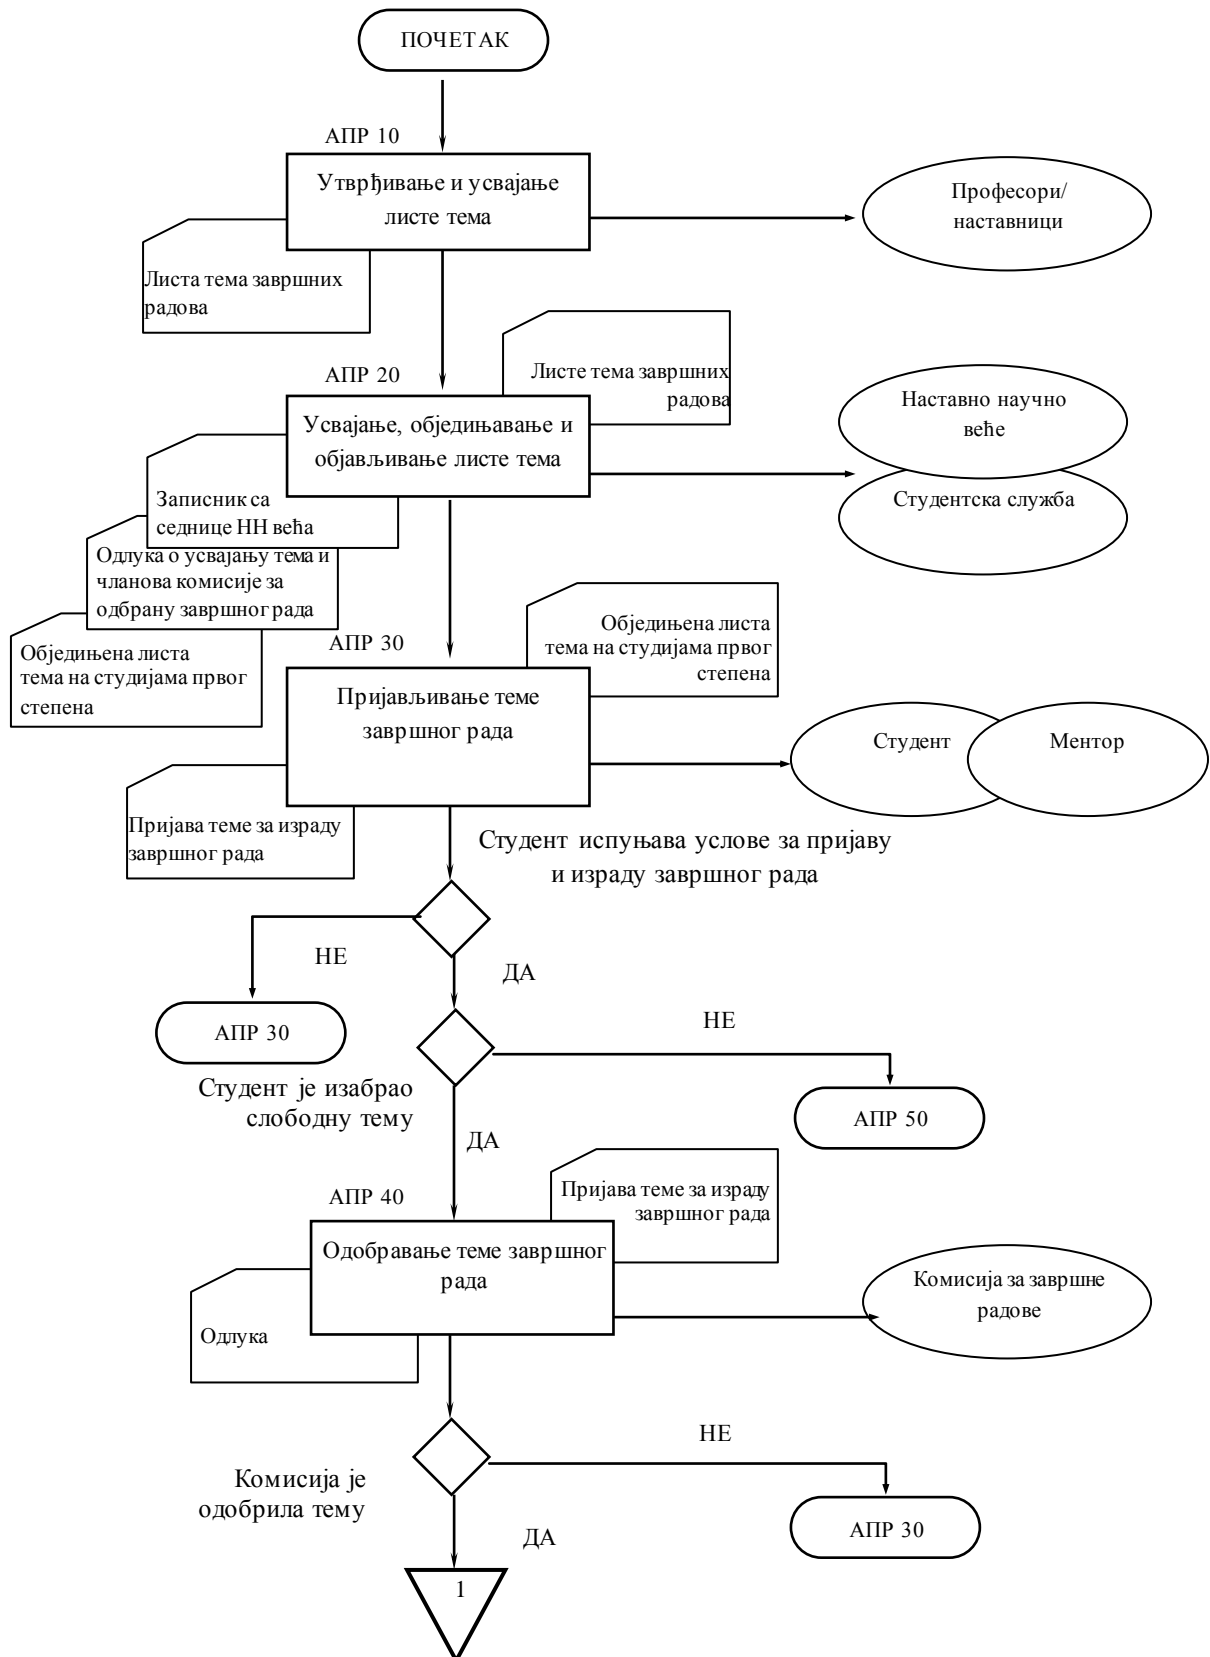 ПОЧЕТАК
АПР 10
Утврђивање и усвајање
листе тема
Професори/
наставници
Листа тема завршних
радова
Листе тема завршних
радова
АПР 20
Усвајање, обједињавање и
објављивање листе тема
Наставно научно
веће
Студентска служба
Записник са
седнице НН већа
Одлука о усвајању тема и
чланова комисије за
одбрану завршног рада
Обједињена листа
тема на студијама првог
степена
АПР 30
Обједињена листа
тема на студијама првог
степена
Пријављивање теме
завршног рада
Студент
Ментор
Пријава теме за израду
завршног рада
Студент испуњава услове за пријаву
и израду завршног рада
НЕ
ДА
АПР 30
НЕ
Студент је изабрао
слободну тему
АПР 50
ДА
АПР 40
Пријава теме за израду
завршног рада
Одобравање теме завршног
рада
Комисија за завршне
радове
Одлука
НЕ
Комисија је
одобрила тему
АПР 30
ДА
1